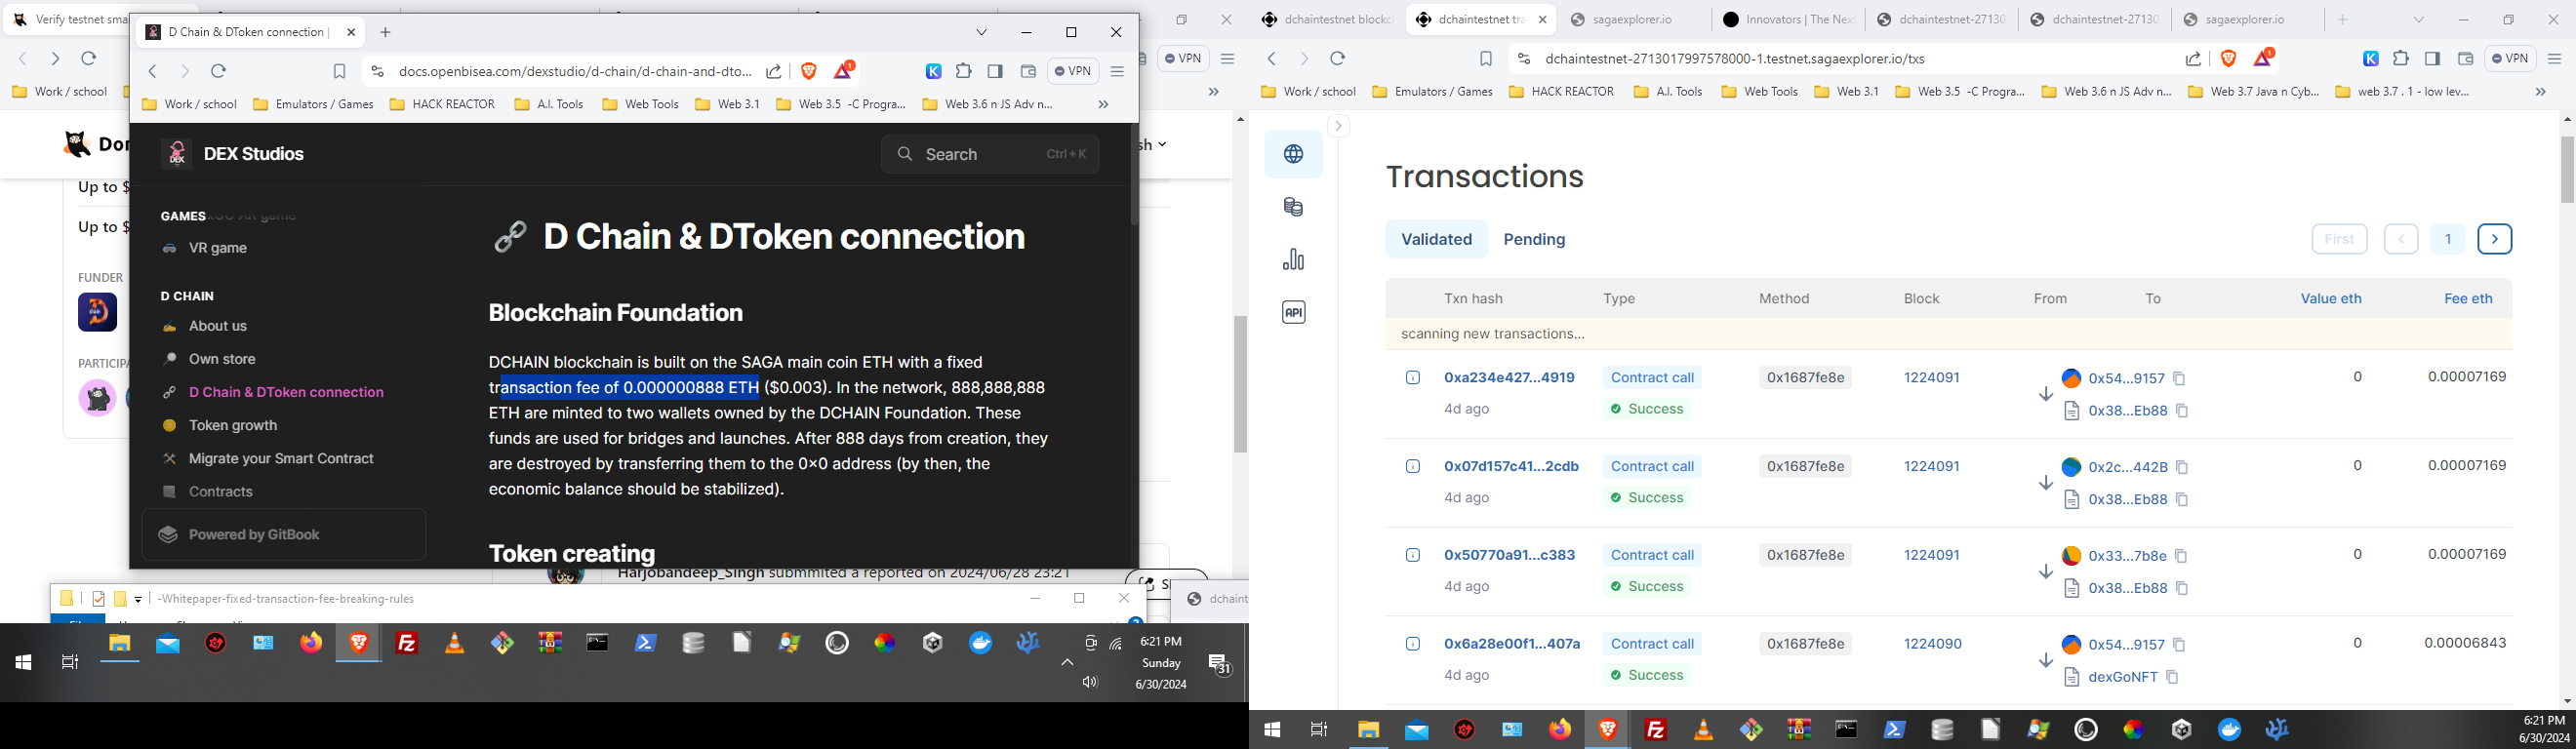 Verify testnet sma
D Chain & DToken connection |
VPN
docs.openbisea.com/dexstudio/d-chain/d-chain-and-dto...
1
VPN
Work / school
Work / school
Emulators / Games
HACK REACTOR
A.I. Tools
Web Tools
Web 3.1
Web 3.5 -C Progra...
Web 3.6 n JS Adv n...
»
»
Dor
sh
Up to $
Up to $
FUNDER
PARTICIPA
DEX Studios
Search
Ctrl + K
GAMES
VR game
D CHAIN
About us
Own store
D Chain & DToken connection
Token growth
Migrate your Smart Contract
Contracts
Powered by GitBook
D Chain & DToken connection
Blockchain Foundation
DCHAIN blockchain is built on the SAGA main coin ETH with a fixed
transaction fee of 0.000000888 ETH ($0.003). In the network, 888,888,888
ETH are minted to two wallets owned by the DCHAIN Foundation. These
funds are used for bridges and launches. After 888 days from creation, they
are destroyed by transferring them to the 0×0 address (by then, the
economic balance should be stabilized).
Token creating
Harjobandeep_Singh submmited a reported on 2024/06/28 23:21
-Whitepaper-fixed-transaction-fee-breaking-rules
dchaint
6:21 PM
Sunday
6/30/2024
31
dchaintestnet block
dchaintestnet tra
sagaexplorer.io
Innovators | The Nex
dchaintestnet-27130
dchaintestnet-27130
sagaexplorer.io
dchaintestnet-2713017997578000-1.testnet.sagaexplorer.io/txs
1
VPN
Work / school
Emulators / Games
HACK REACTOR
A.I. Tools
Web Tools
Web 3.1
Web 3.5 -C Progra...
Web 3.6 n JS Adv n...
Web 3.7 Java n Cyb...
web 3.7 . 1 - low lev...
»
API
Transactions
Validated
Pending
First
1
Txn hash
Type
Method
Block
From
To
Value eth
Fee eth
scanning new transactions...
0xa234e427...4919
Contract call
0x1687fe8e
1224091
0x54...9157
0
0.00007169
4d ago
Success
0x38...Eb88
0x07d157c41...2cdb
Contract call
0x1687fe8e
1224091
0x2c...442B
0
0.00007169
4d ago
Success
0x38...Eb88
0x50770a91...c383
Contract call
0x1687fe8e
1224091
0x33...7b8e
0
0.00007169
4d ago
Success
0x38...Eb88
0x6a28e00f1...407a
Contract call
0x1687fe8e
1224090
0x54...9157
0
0.00006843
4d ago
Success
dexGoNFT
6:21 PM
6/30/2024